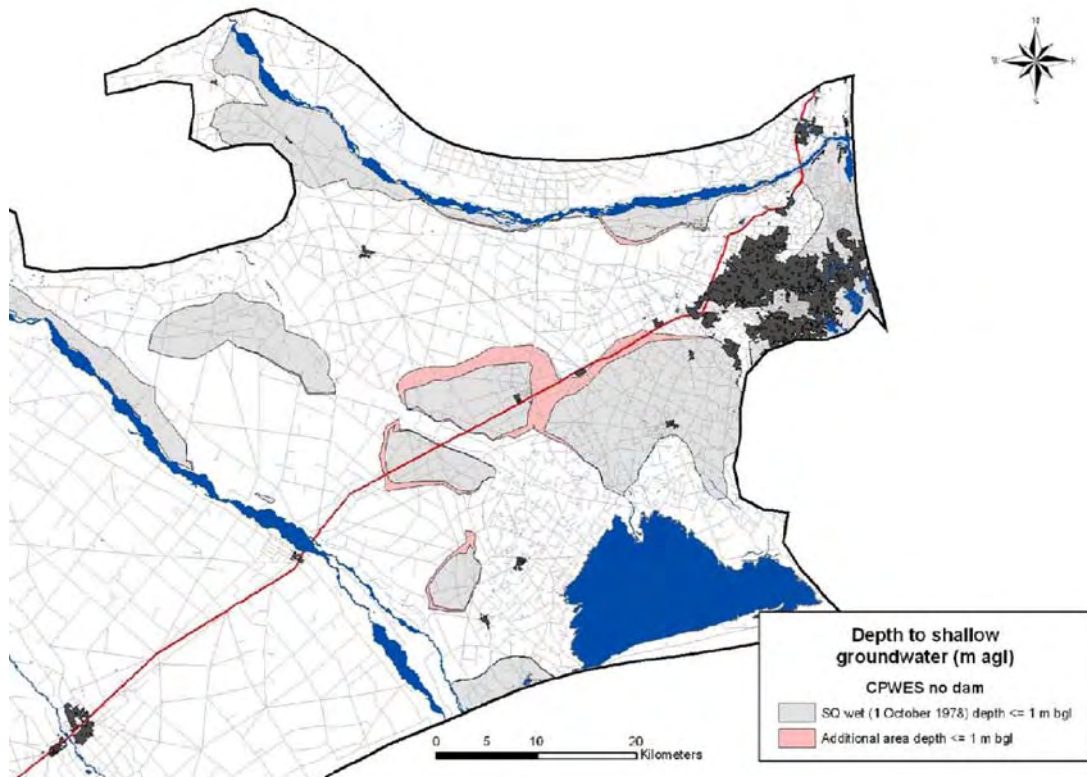 N
W
E
S
Depth to shallow
groundwater (m agl)
CPWES no dam
SQ wet (1 October 1978) depth <= 1 m bgl
Additional area depth <= 1 m bgl
0 5 10 20
Kilometers